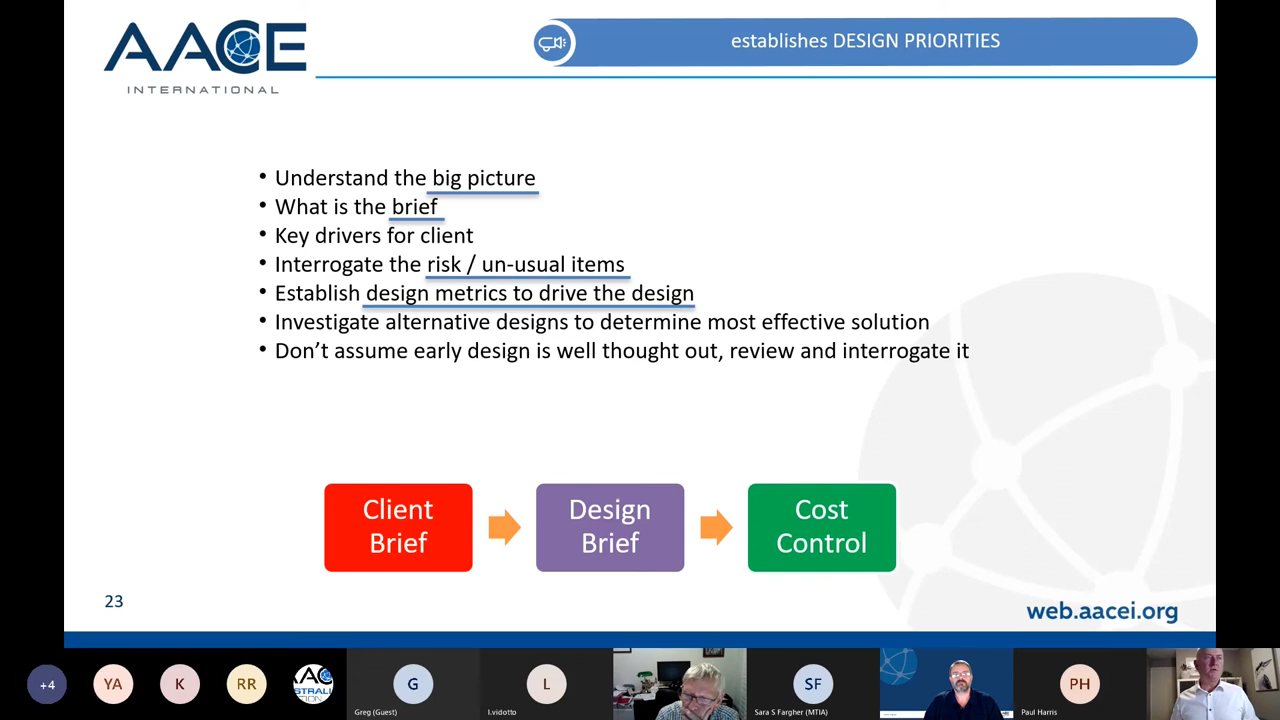 AACE
INTERNATIONAL
establishes DESIGN PRIORITIES
• Understand the big picture
• What is the brief
• Key drivers for client
• Interrogate the risk / un-usual items
• Establish design metrics to drive the design
• Investigate alternative designs to determine most effective solution
• Don’t assume early design is well thought out, review and interrogate it
Client
Brief
Design
Brief
Cost
Control
23
web.aacei.org
+4
YA
K
RR
G
L
SF
PH
Greg (Guest)
l.vidotto
Sara S Fargher (MTIA)
Paul Harris